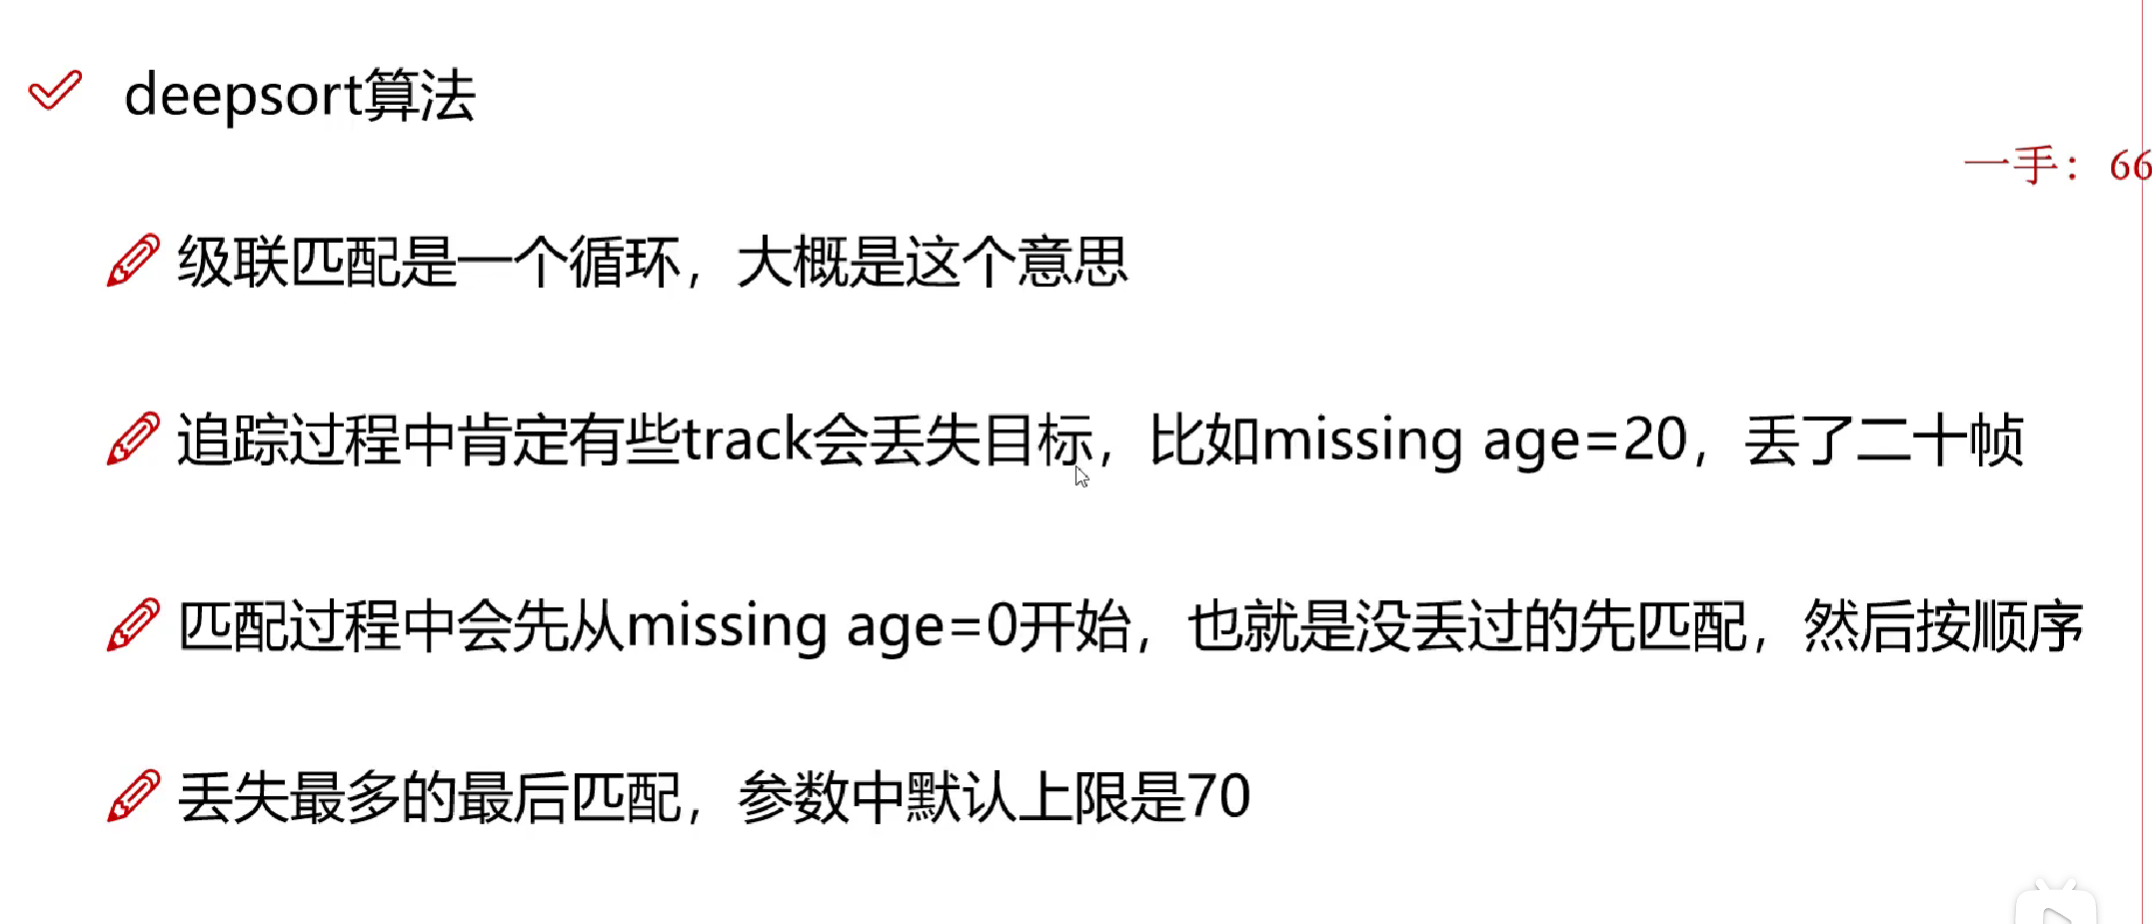 deepsort算法
一手：66
级联匹配是一个循环，大概是这个意思
追踪过程中肯定有些track会丢失目标，比如missing age=20，丢了二十帧
匹配过程中会先从missing age=0开始，也就是没丢过的先匹配，然后按顺序
丢失最多的最后匹配，参数中默认上限是70